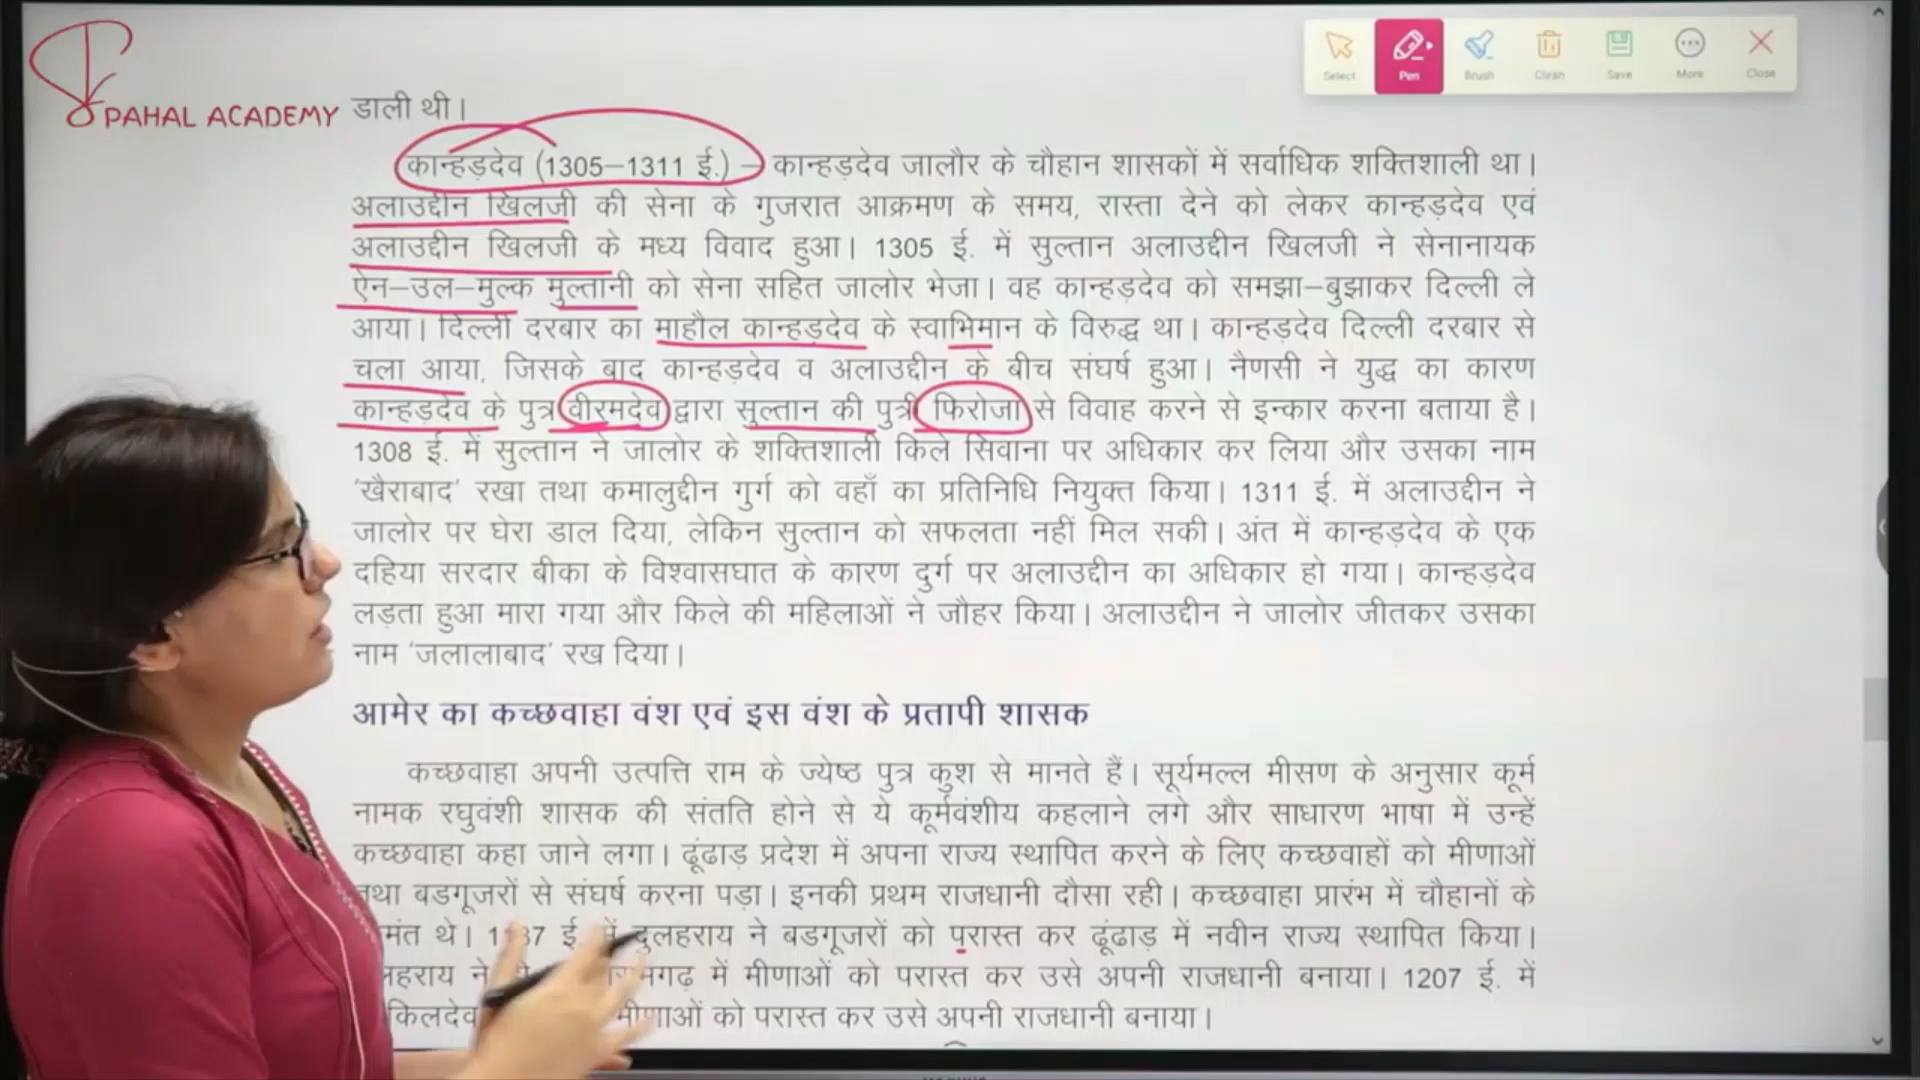 PAHAL ACADEMY
Select Pen Brush Clean Save More Close
डाली थी।
कान्हड़देव (1305–1311 ई.) – कान्हड़देव जालौर के चौहान शासकों में सर्वाधिक शक्तिशाली था।
अलाउद्दीन खिलजी की सेना के गुजरात आक्रमण के समय, रास्ता देने को लेकर कान्हड़देव एवं
अलाउद्दीन खिलजी के मध्य विवाद हुआ। 1305 ई. में सुल्तान अलाउद्दीन खिलजी ने सेनानायक
ऐन–उल–मुल्क मुल्तानी को सेना सहित जालोर भेजा। वह कान्हड़देव को समझा–बुझाकर दिल्ली ले
आया। दिल्ली दरबार का माहौल कान्हड़देव के स्वाभिमान के विरुद्ध था। कान्हड़देव दिल्ली दरबार से
चला आया, जिसके बाद कान्हड़देव व अलाउद्दीन के बीच संघर्ष हुआ। नैणसी ने युद्ध का कारण
कान्हड़देव के पुत्र वीरमदेव द्वारा सुल्तान की पुत्री फिरोजा से विवाह करने से इन्कार करना बताया है।
1308 ई. में सुल्तान ने जालोर के शक्तिशाली किले सिवाना पर अधिकार कर लिया और उसका नाम
'खैराबाद' रखा तथा कमालुद्दीन गुर्ग को वहाँ का प्रतिनिधि नियुक्त किया। 1311 ई. में अलाउद्दीन ने
जालोर पर घेरा डाल दिया, लेकिन सुल्तान को सफलता नहीं मिल सकी। अंत में कान्हड़देव के एक
दहिया सरदार बीका के विश्वासघात के कारण दुर्ग पर अलाउद्दीन का अधिकार हो गया। कान्हड़देव
लड़ता हुआ मारा गया और किले की महिलाओं ने जौहर किया। अलाउद्दीन ने जालोर जीतकर उसका
नाम 'जलालाबाद' रख दिया।
आमेर का कच्छवाहा वंश एवं इस वंश के प्रतापी शासक
कच्छवाहा अपनी उत्पत्ति राम के ज्येष्ठ पुत्र कुश से मानते हैं। सूर्यमल्ल मीसण के अनुसार कूर्म
नामक रघुवंशी शासक की संतति होने से ये कूर्मवंशीय कहलाने लगे और साधारण भाषा में उन्हें
कच्छवाहा कहा जाने लगा। ढूंढाड़ प्रदेश में अपना राज्य स्थापित करने के लिए कच्छवाहों को मीणाओं
तथा बडगूजरों से संघर्ष करना पड़ा। इनकी प्रथम राजधानी दौसा रही। कच्छवाहा प्रारंभ में चौहानों के
थे। ई. में दुलहराय ने बडगूजरों को परास्त कर ढूंढाड़ में नवीन राज्य स्थापित किया।
ने में मीणाओं को परास्त कर उसे अपनी राजधानी बनाया। 1207 ई. में
मीणाओं को परास्त कर उसे अपनी राजधानी बनाया।